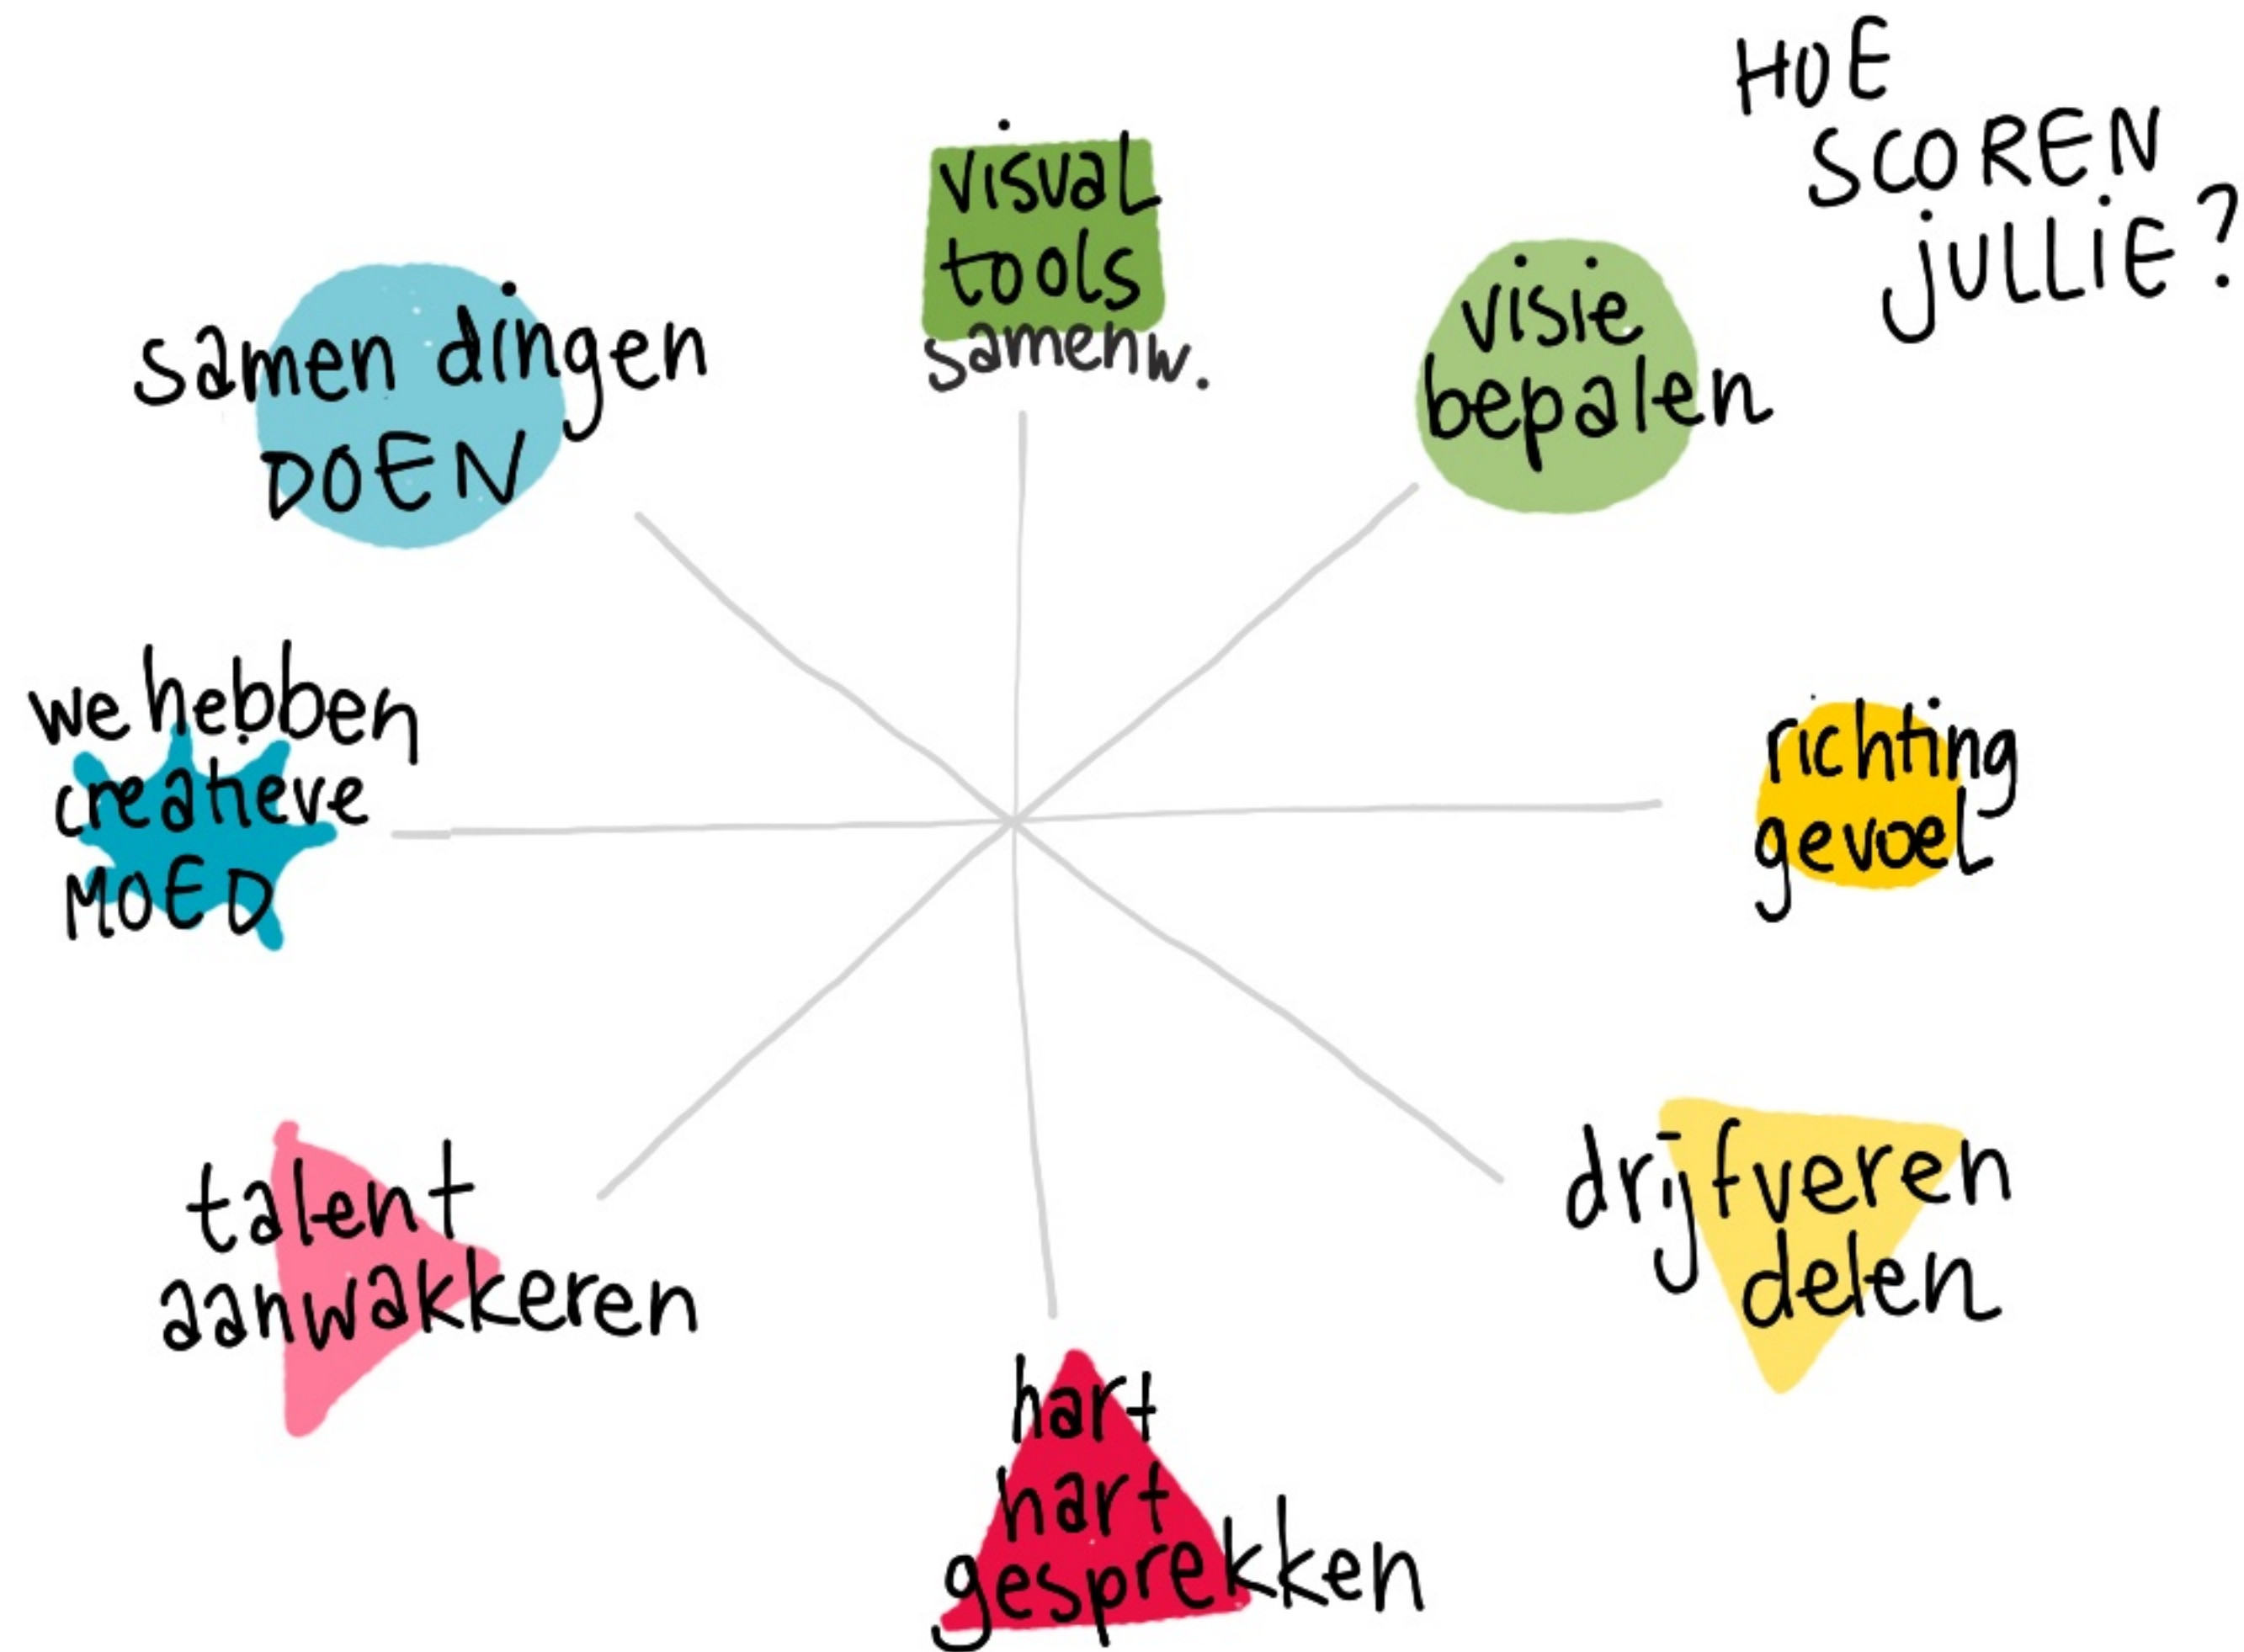 HOE
SCOREN
JULLIE?
visual
tools
samenw.
visie
bepalen
richting
gevoel
drijfveren
delen
hart
hart
gesprekken
talent
aanwakkeren
we hebben
creatieve
MOED
samen dingen
DOEN